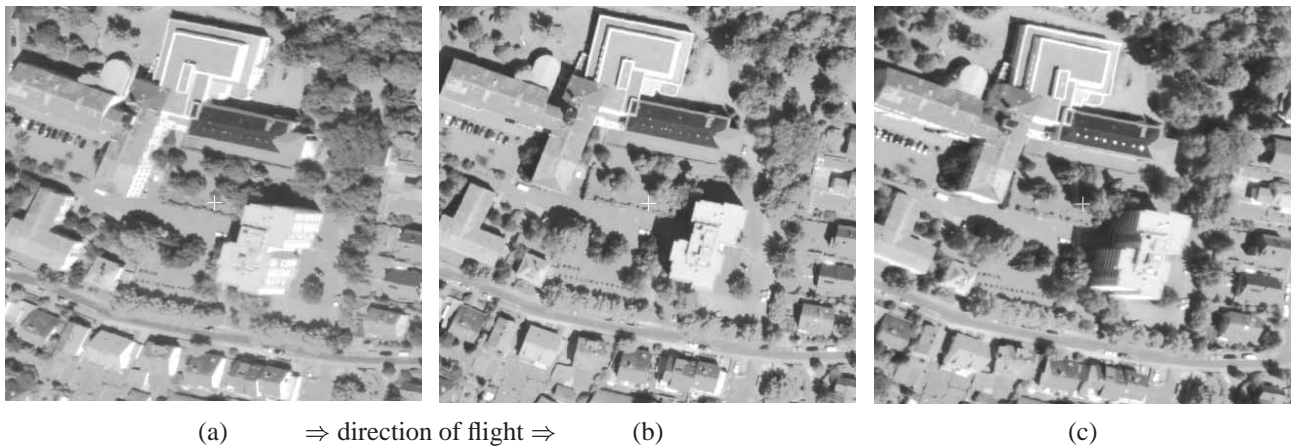 (a) ⇒ direction of flight ⇒ (b) (c)